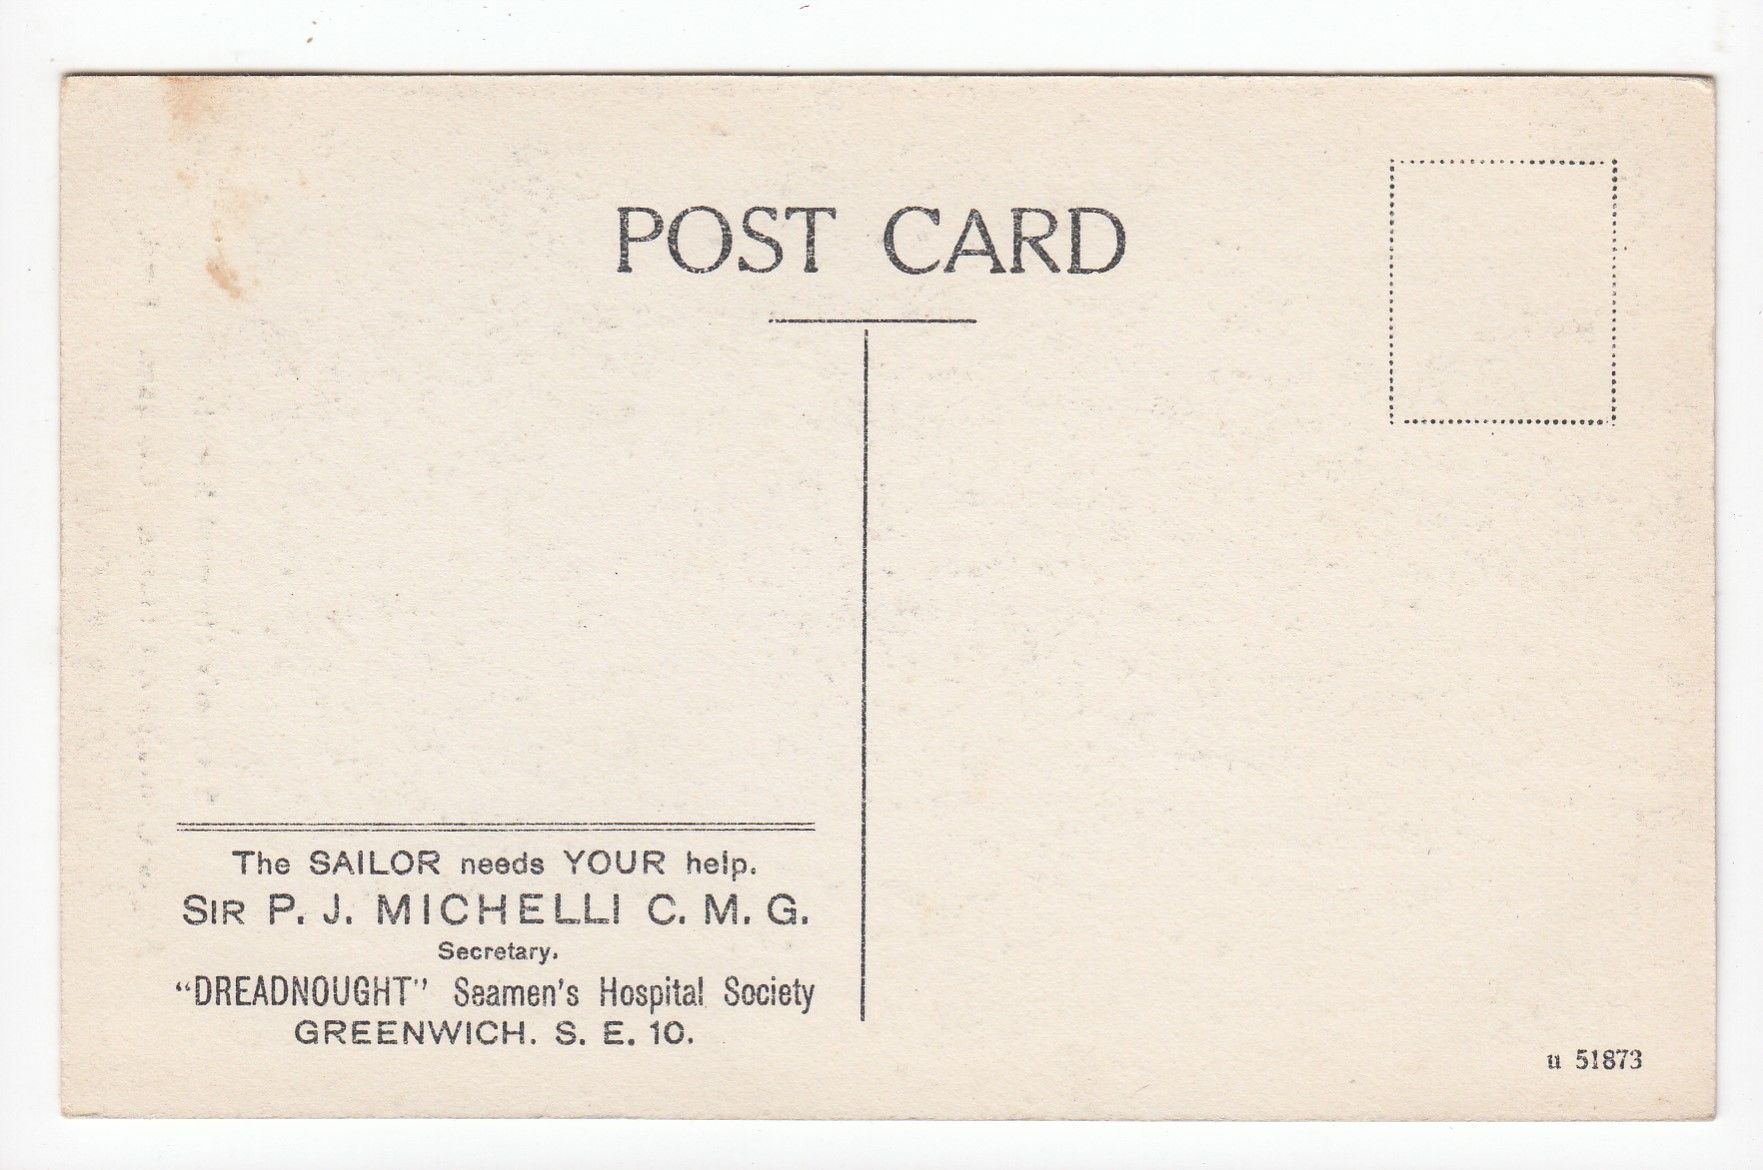 POST CARD
The SAILOR needs YOUR help.
SIR P. J. MICHELLI C. M. G.
Secretary.
“DREADNOUGHT” Seamen's Hospital Society
GREENWICH. S. E. 10.
u 51873